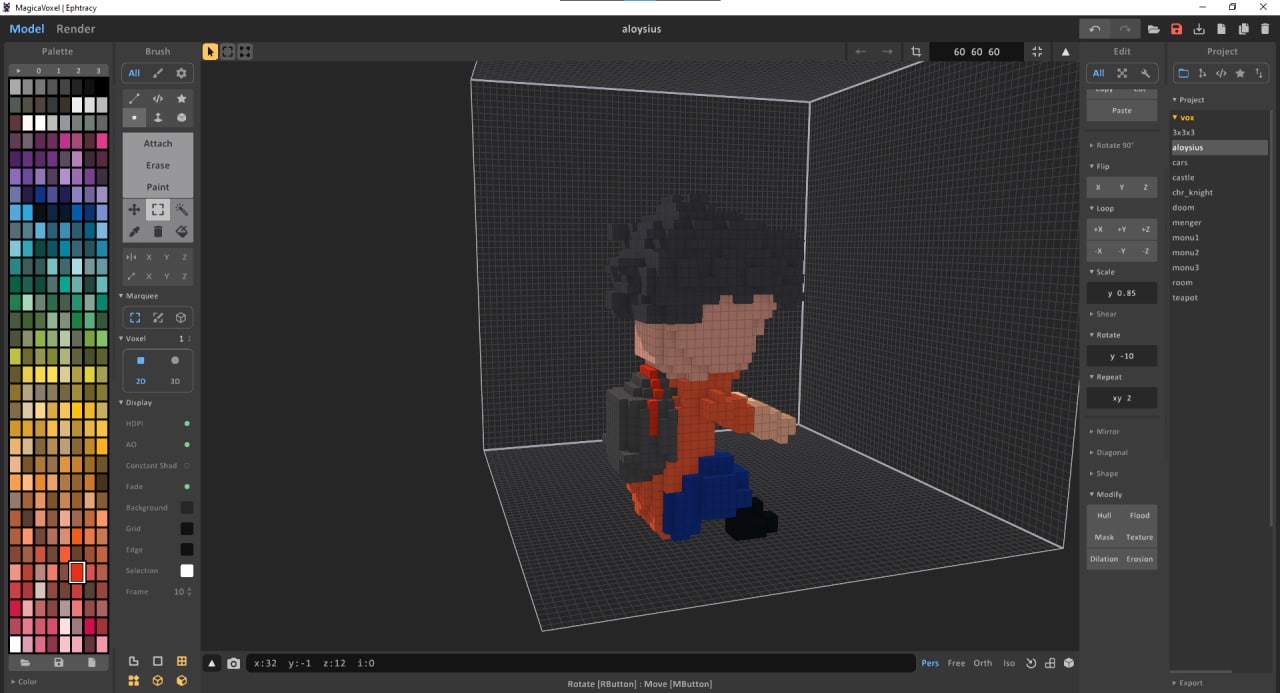 MagicaVoxel | Ephtracy
Model Render
aloysius
Palette
Brush
60 60 60
Edit
Project
0 1 2 3
All
All
Copy Cut
Paste
Project
vox
3x3x3
aloysius
cars
castle
chr_knight
doom
menger
monu1
monu2
monu3
room
teapot
Attach
Erase
Paint
X Y Z
X Y Z
Marquee
Voxel 1
2D 3D
Display
HDPI
AO
Constant Shad
Fade
Background
Grid
Edge
Selection
Frame 10
Rotate 90°
Flip
X Y Z
Loop
+X +Y +Z
-X -Y -Z
Scale
y 0.85
Shear
Rotate
y -10
Repeat
xy 2
Mirror
Diagonal
Shape
Modify
Hull Flood
Mask Texture
Dilation Erosion
x:32 y:-1 z:12 i:0
Pers Free Orth Iso
Color
Rotate [RButton] : Move [MButton]
Export